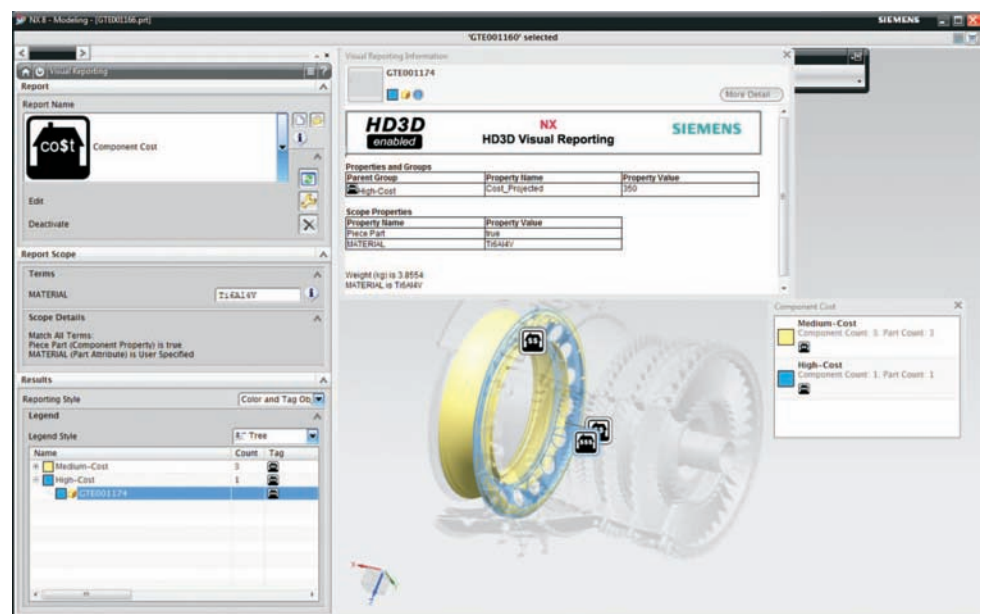 NX 8 - Modeling - [GTE001166.prt]
SIEMENS
'GTE001160' selected
Visual Reporting
Report
Report Name
CO$T
Component Cost
Edit
Deactivate
Report Scope
Terms
MATERIAL
Ti6Al4V
Scope Details
Match All Terms:
Piece Part (Component Property) is true
MATERIAL (Part Attribute) is User Specified
Results
Reporting Style
Color and Tag Ob
Legend
Legend Style
Tree
Name Count Tag
Medium-Cost 3
High-Cost 1
GTE001174
Visual Reporting Information
GTE001174
More Detail
HD3D
enabled
NX
HD3D Visual Reporting
SIEMENS
Properties and Groups
Parent Group Property Name Property Value
High-Cost Cost_Projected 350
Scope Properties
Property Name Property Value
Piece Part true
MATERIAL Ti6Al4V
Weight (kg) is 3.8554
MATERIAL is Ti6Al4V
Component Cost
Medium-Cost
Component Count: 3, Part Count: 3
High-Cost
Component Count: 1, Part Count: 1